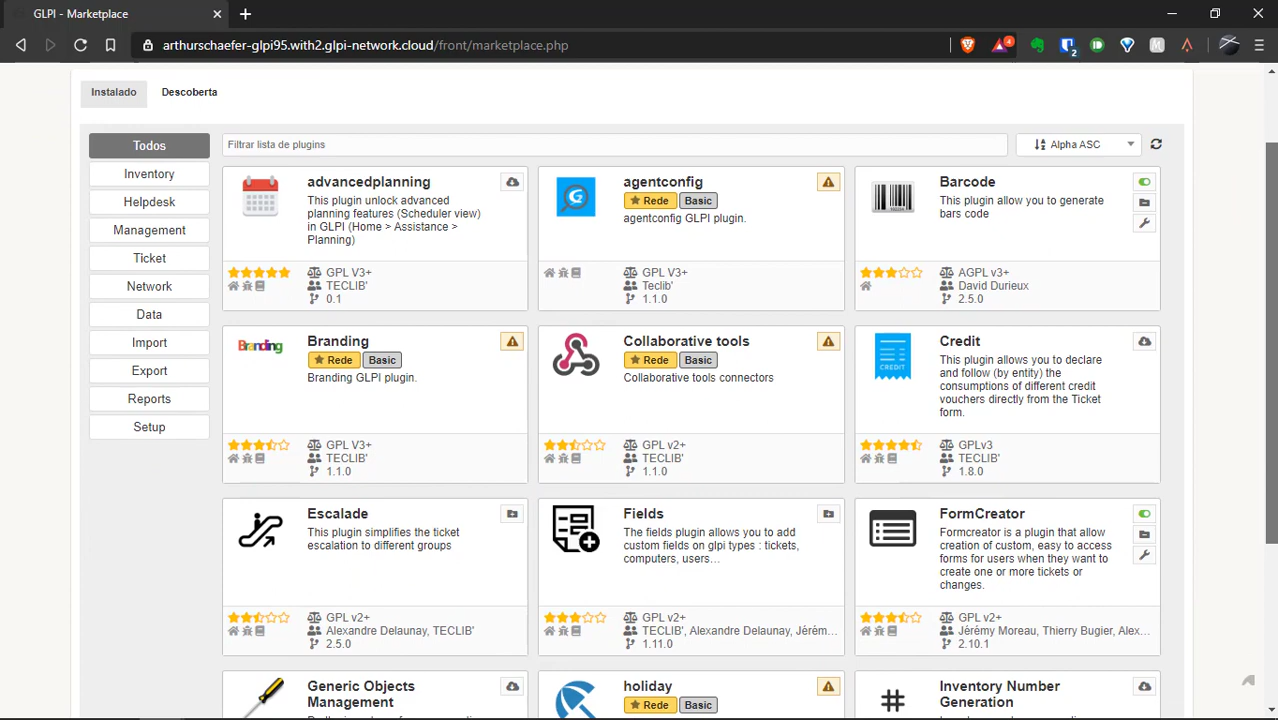 GLPI - Marketplace
arthurschaefer-glpi95.with2.glpi-network.cloud/front/marketplace.php
4
2
M
Instalado
Descoberta
Todos
Inventory
Helpdesk
Management
Ticket
Network
Data
Import
Export
Reports
Setup
Filtrar lista de plugins
Alpha ASC
advancedplanning
This plugin unlock advanced
planning features (Scheduler view)
in GLPI (Home > Assistance >
Planning)
GPL V3+
TECLIB'
0.1
agentconfig
Rede Basic
agentconfig GLPI plugin.
GPL V3+
Teclib'
1.1.0
Barcode
This plugin allow you to generate
bars code
AGPL v3+
David Durieux
2.5.0
Branding
Branding
Rede Basic
Branding GLPI plugin.
GPL V3+
TECLIB'
1.1.0
Collaborative tools
Rede Basic
Collaborative tools connectors
GPL v2+
TECLIB'
1.1.0
CREDIT
Credit
This plugin allows you to declare
and follow (by entity) the
consumptions of different credit
vouchers directly from the Ticket
form.
GPLv3
TECLIB'
1.8.0
Escalade
This plugin simplifies the ticket
escalation to different groups
GPL v2+
Alexandre Delaunay, TECLIB'
2.5.0
Fields
The fields plugin allows you to add
custom fields on glpi types : tickets,
computers, users...
GPL v2+
TECLIB', Alexandre Delaunay, Jérém...
1.11.0
FormCreator
Formcreator is a plugin that allow
creation of custom, easy to access
forms for users when they want to
create one or more tickets or
changes.
GPL v2+
Jérémy Moreau, Thierry Bugier, Alex...
2.10.1
Generic Objects
Management
holiday
Rede Basic
#
Inventory Number
Generation